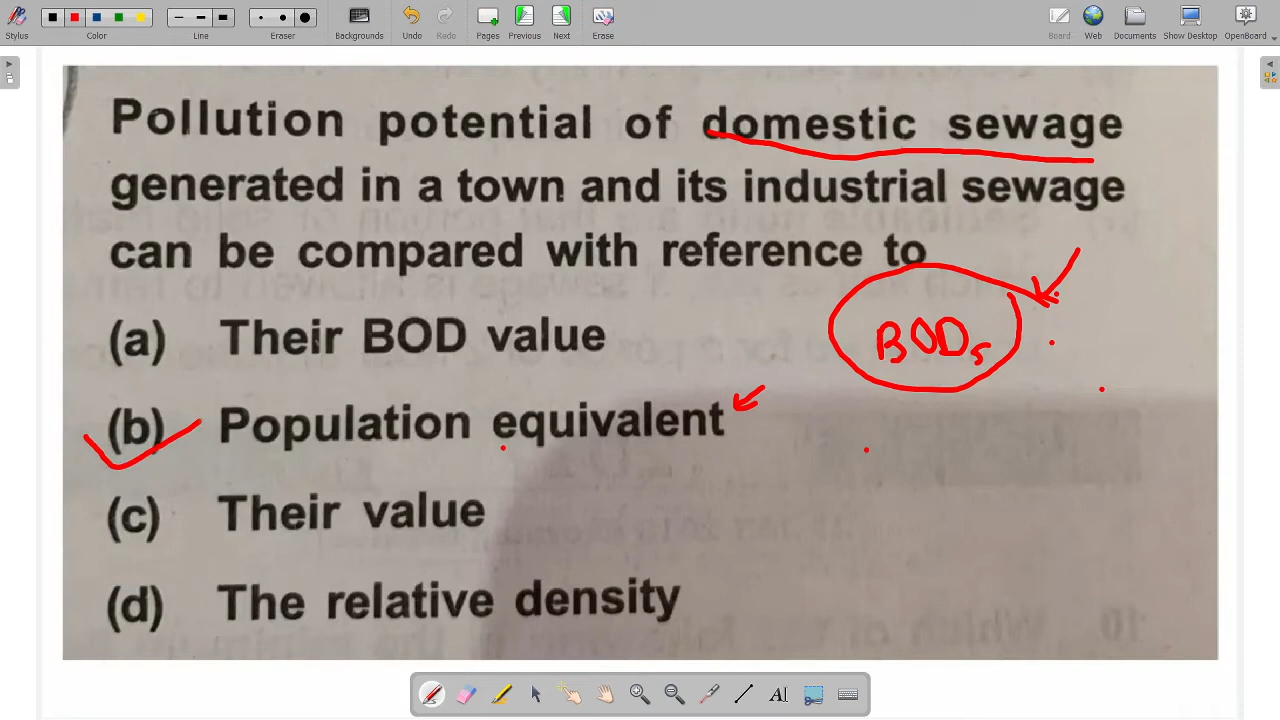 Stylus Color Line Eraser Backgrounds Undo Redo Pages Previous Next Erase Board Web Documents Show Desktop OpenBoard
Pollution potential of domestic sewage
generated in a town and its industrial sewage
can be compared with reference to
(a) Their BOD value
BOD5
(b) Population equivalent
(c) Their value
(d) The relative density